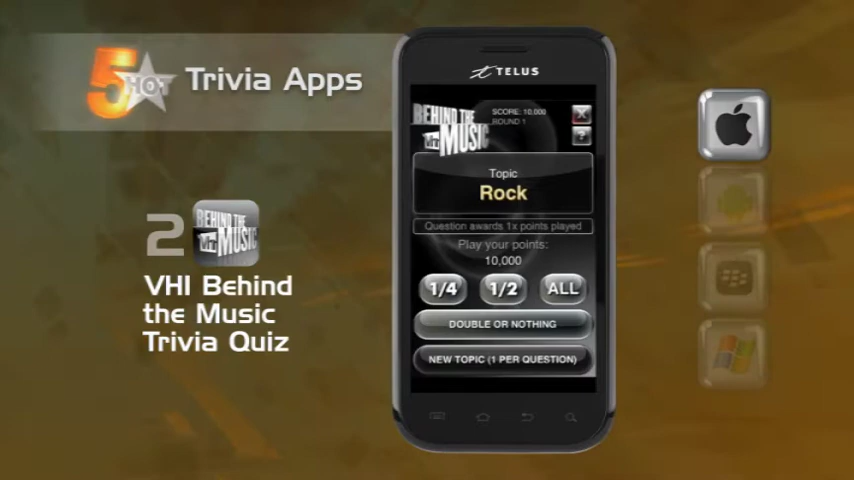 5 HOT Trivia Apps
2
VHI Behind
the Music
Trivia Quiz
BEHIND THE
VH1 MUSIC
TELUS
BEHIND THE
VH1 MUSIC
SCORE: 10,000
ROUND 1
X
?
Topic
Rock
Question awards 1x points played
Play your points:
10,000
1/4 1/2 ALL
DOUBLE OR NOTHING
NEW TOPIC (1 PER QUESTION)